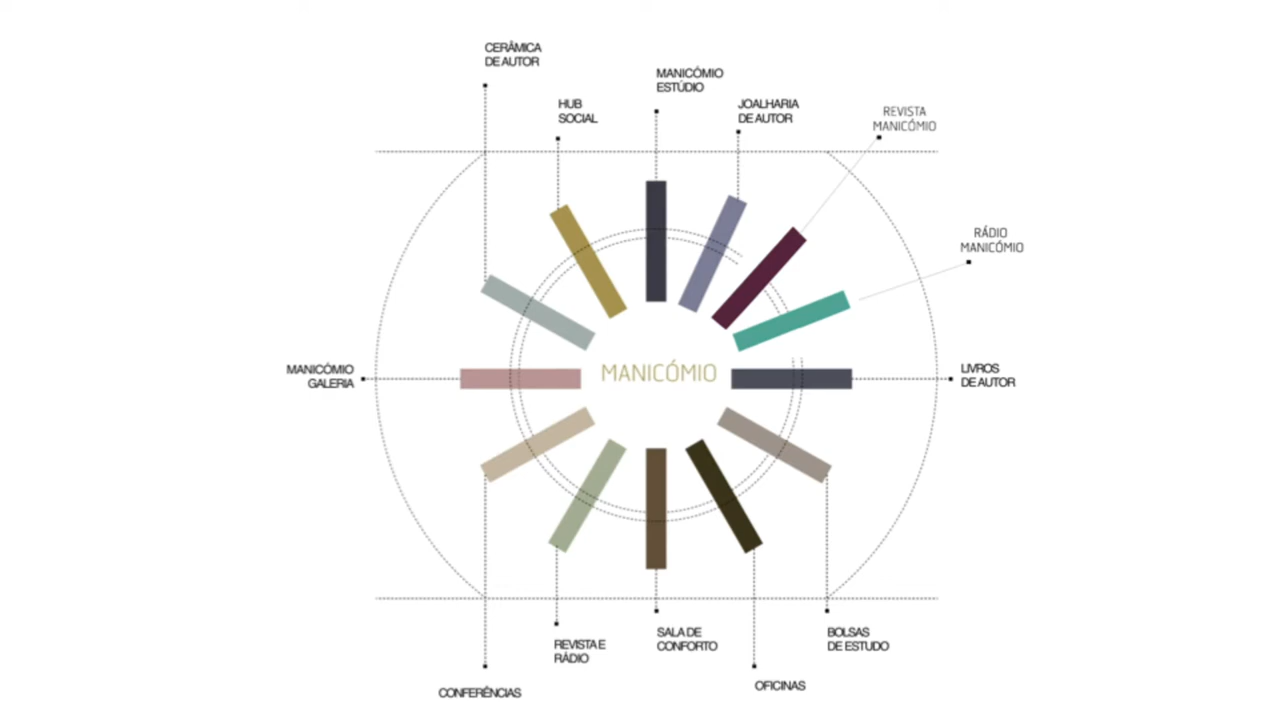 CERÂMICA
DE AUTOR
HUB
SOCIAL
MANICÓMIO
ESTÚDIO
JOALHARIA
DE AUTOR
REVISTA
MANICÓMIO
RÁDIO
MANICÓMIO
MANICÓMIO
GALERIA
MANICÓMIO
LIVROS
DE AUTOR
CONFERÊNCIAS
REVISTA E
RÁDIO
SALA DE
CONFORTO
OFICINAS
BOLSAS
DE ESTUDO